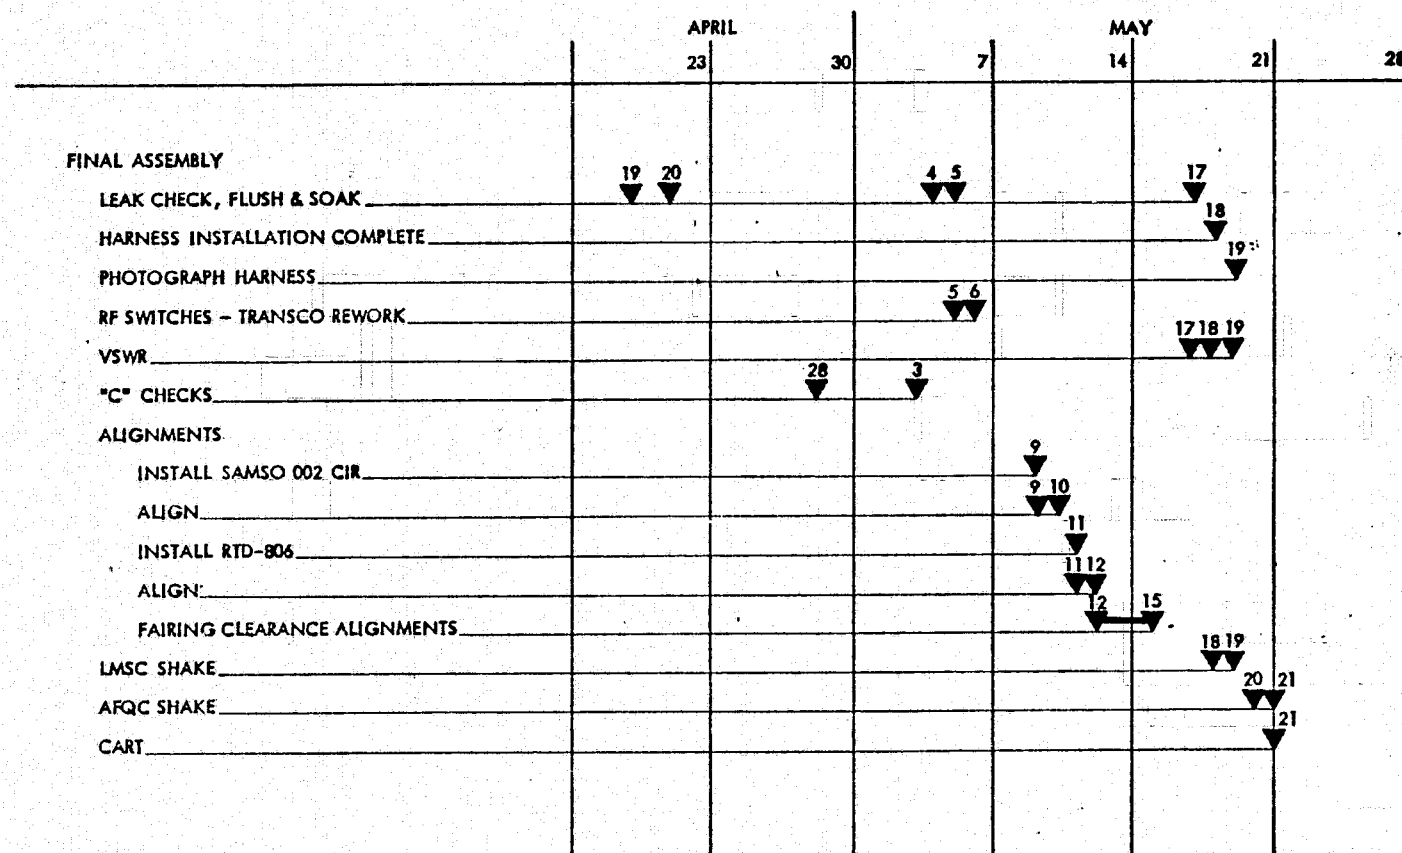 APRIL MAY
23 30 7 14 21 28
FINAL ASSEMBLY
19 20 4 5 17
LEAK CHECK, FLUSH & SOAK
18
HARNESS INSTALLATION COMPLETE
19
PHOTOGRAPH HARNESS
5 6
RF SWITCHES - TRANSCO REWORK
17 18 19
VSWR
28 3
"C" CHECKS
ALIGNMENTS
9
INSTALL SAMSO 002 CIR
9 10
ALIGN
11
INSTALL RTD-806
11 12
ALIGN
12 15
FAIRING CLEARANCE ALIGNMENTS
18 19
LMSC SHAKE
20 21
AFQC SHAKE
21
CART